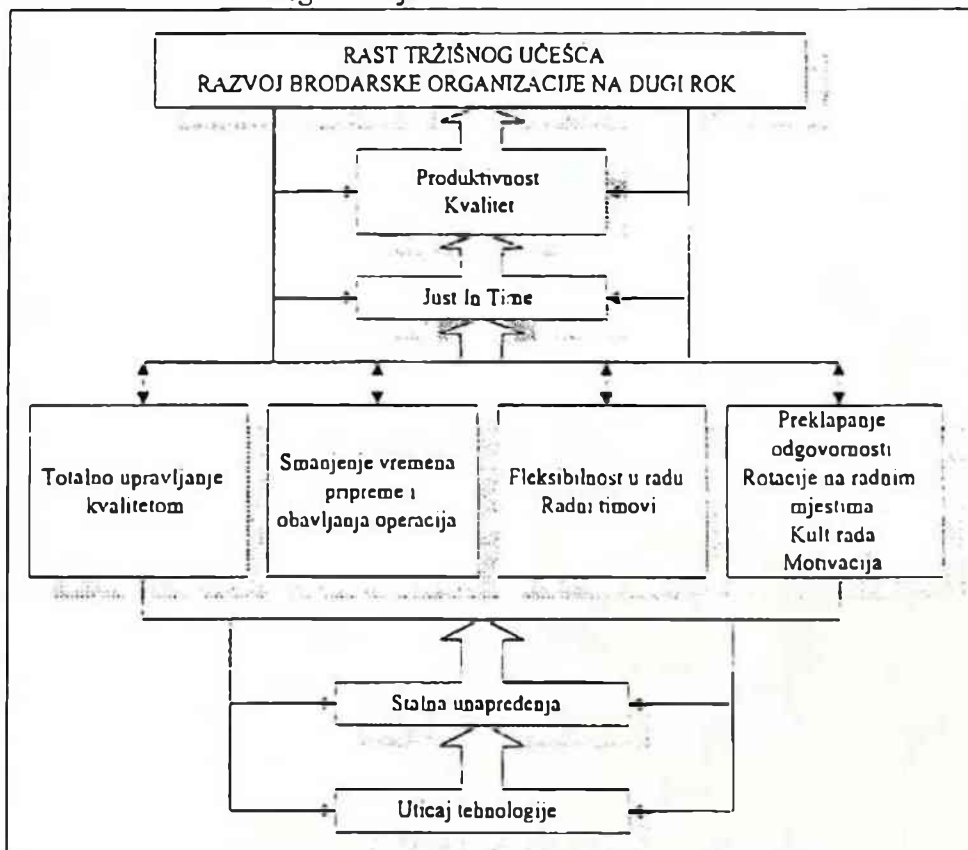 RAST TRŽIŠNOG UČEŠĆA
RAZVOJ BRODARSKE ORGANIZACIJE NA DUGI ROK
Produktivnost
Kvalitet
Just In Time
Totalno upravljanje
kvalitetom
Smanjenje vremena
pripreme i
obavljanja operacija
Fleksibilnost u radu
Radni timovi
Preklapanje
odgovornosti
Rotacije na radnim
mjestima
Kult rada
Motivacija
Stalna unapređenja
Uticaj tehnologije